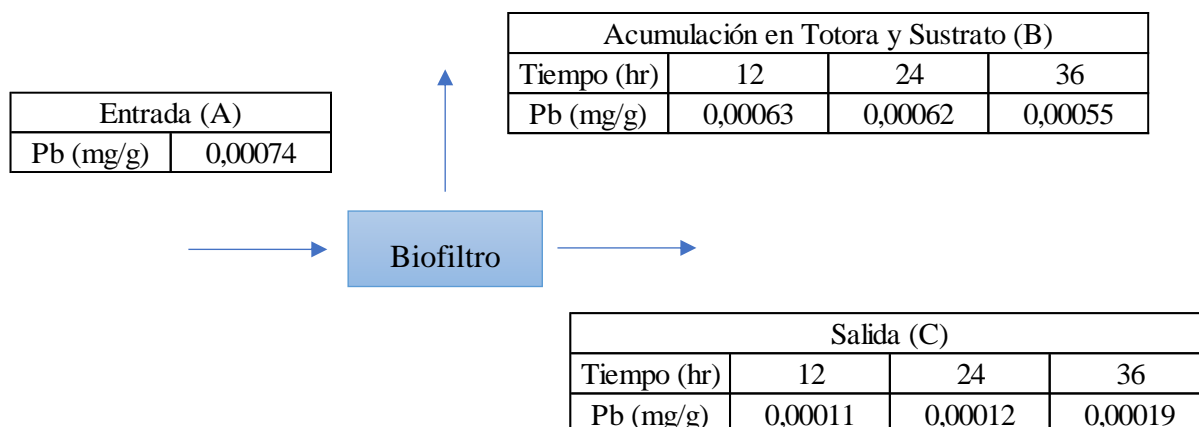 Acumulación en Totora y Sustrato (B)
Tiempo (hr) 12 24 36
Pb (mg/g) 0,00063 0,00062 0,00055
Entrada (A)
Pb (mg/g) 0,00074
Biofiltro
Salida (C)
Tiempo (hr) 12 24 36
Pb (mg/g) 0,00011 0,00012 0,00019